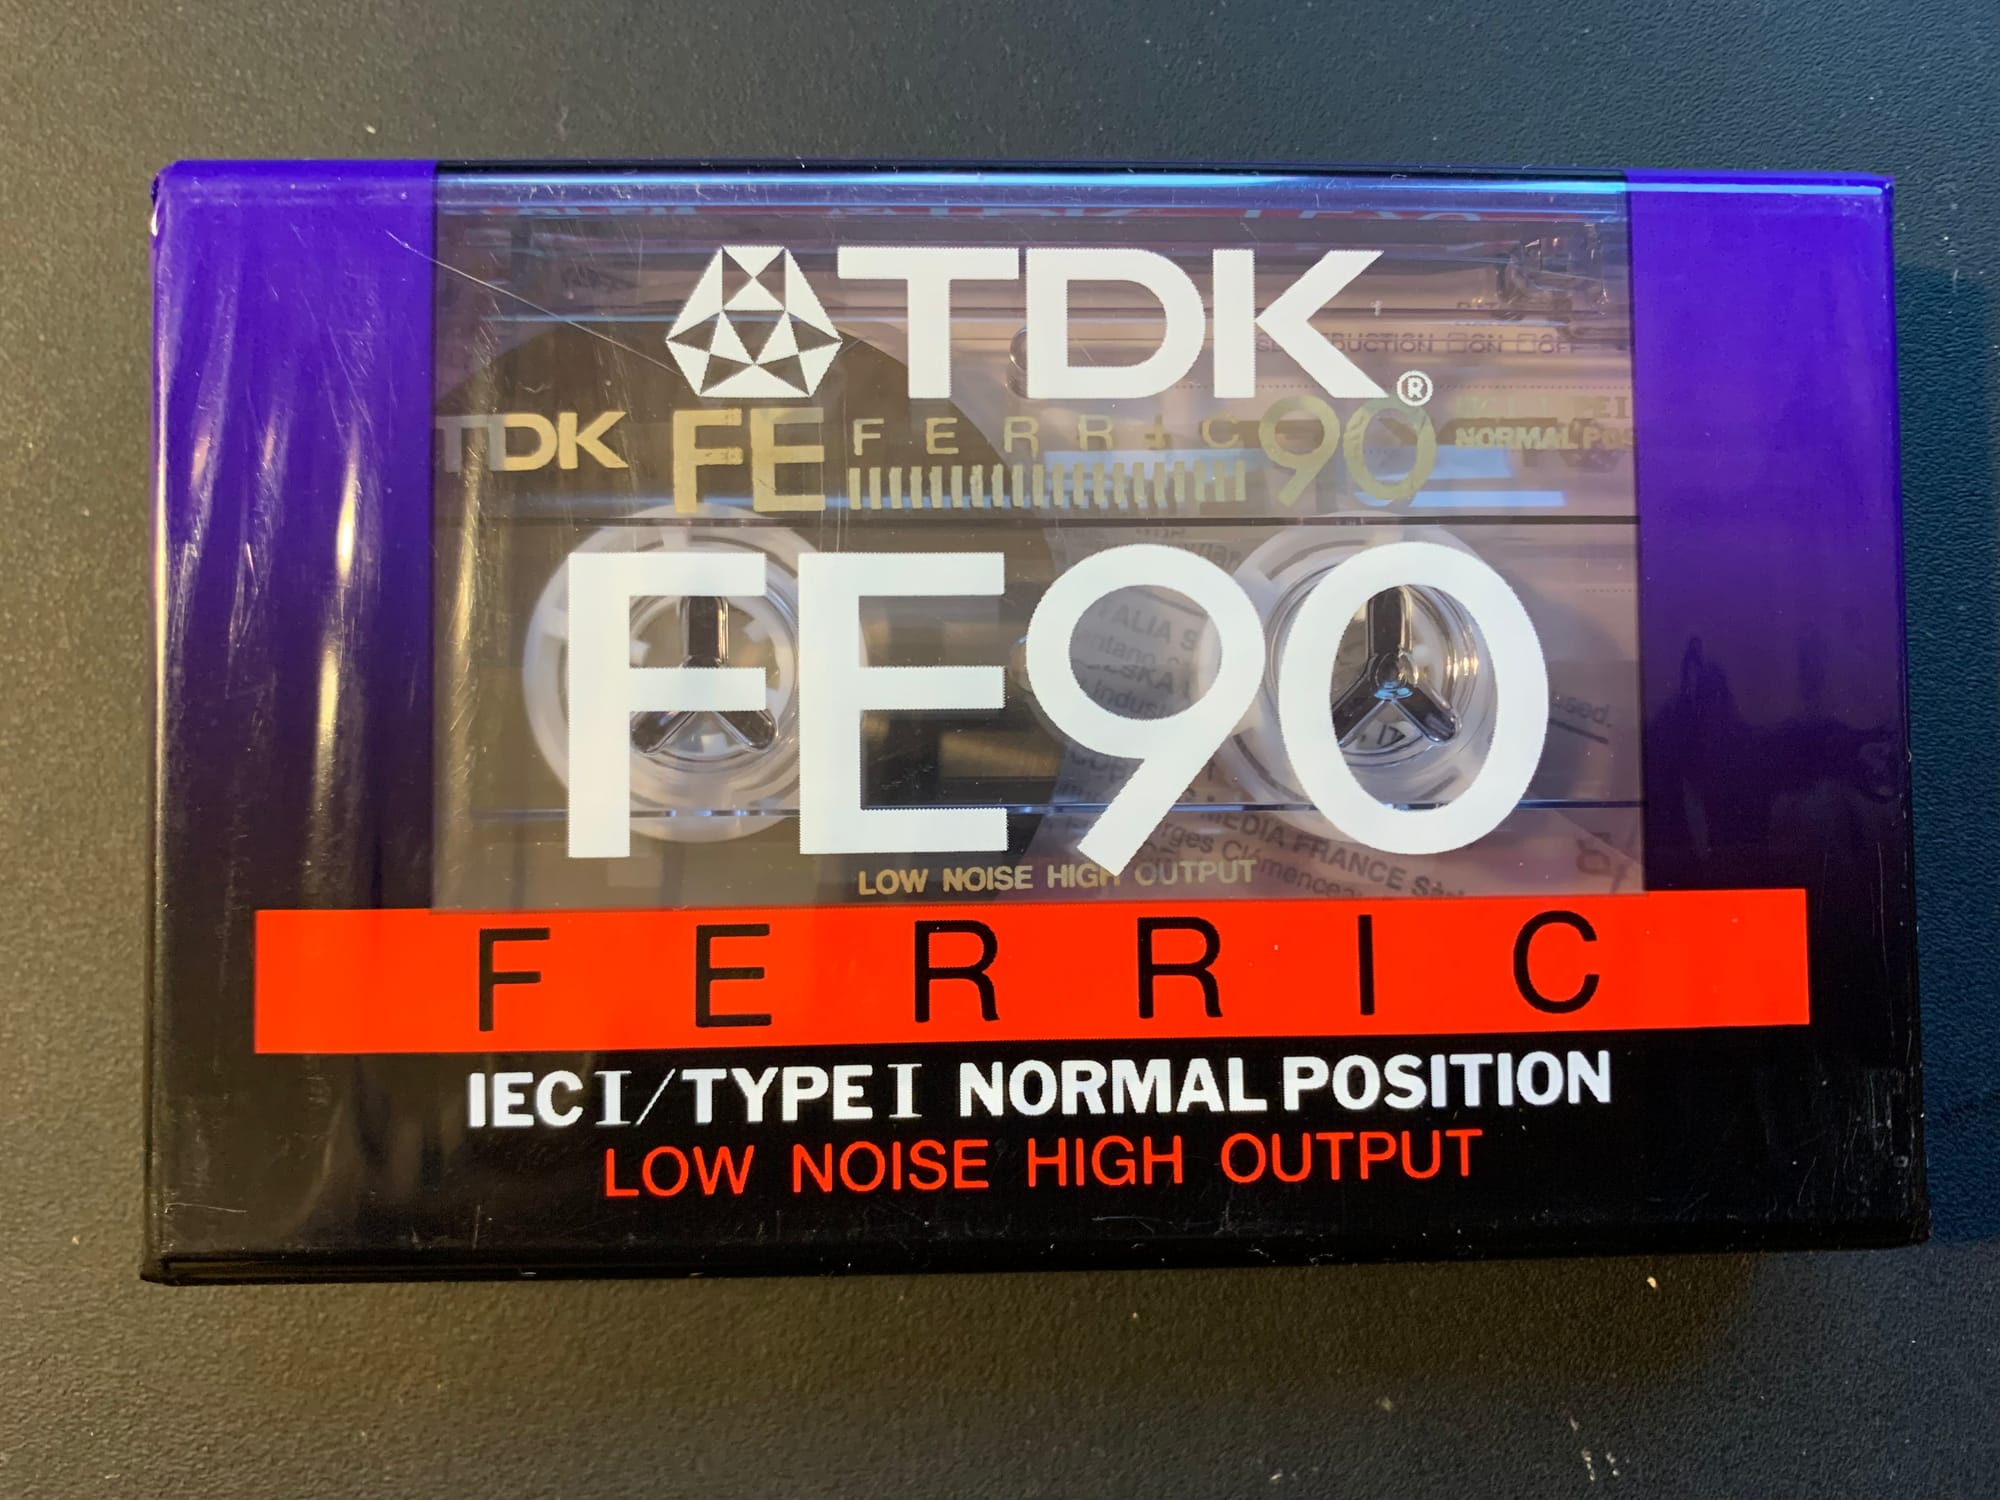 TDK®
TDK FE FERRIC 90
NORMAL POS
FE90
LOW NOISE HIGH OUTPUT
FERRIC
IEC I/TYPE I NORMAL POSITION
LOW NOISE HIGH OUTPUT